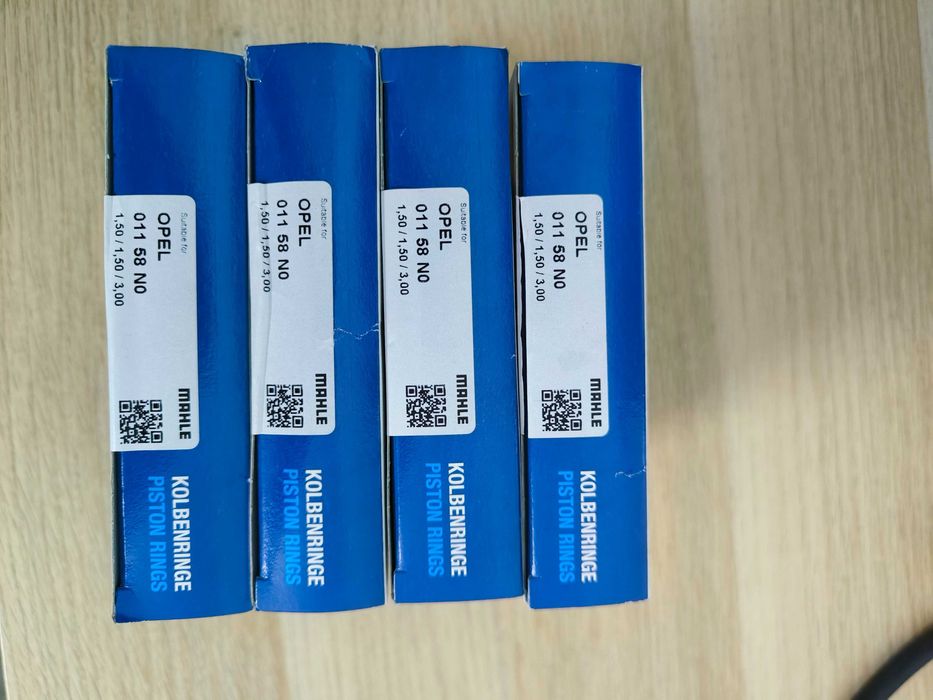 Suitable for
OPEL
011 58 N0
1,50 / 1,50 / 3,00
MAHLE
KOLBENRINGE
PISTON RINGS
Suitable for
OPEL
011 58 N0
1,50 / 1,50 / 3,00
MAHLE
KOLBENRINGE
PISTON RINGS
Suitable for
OPEL
011 58 N0
1,50 / 1,50 / 3,00
MAHLE
KOLBENRINGE
PISTON RINGS
Suitable for
OPEL
011 58 N0
1,50 / 1,50 / 3,00
MAHLE
KOLBENRINGE
PISTON RINGS